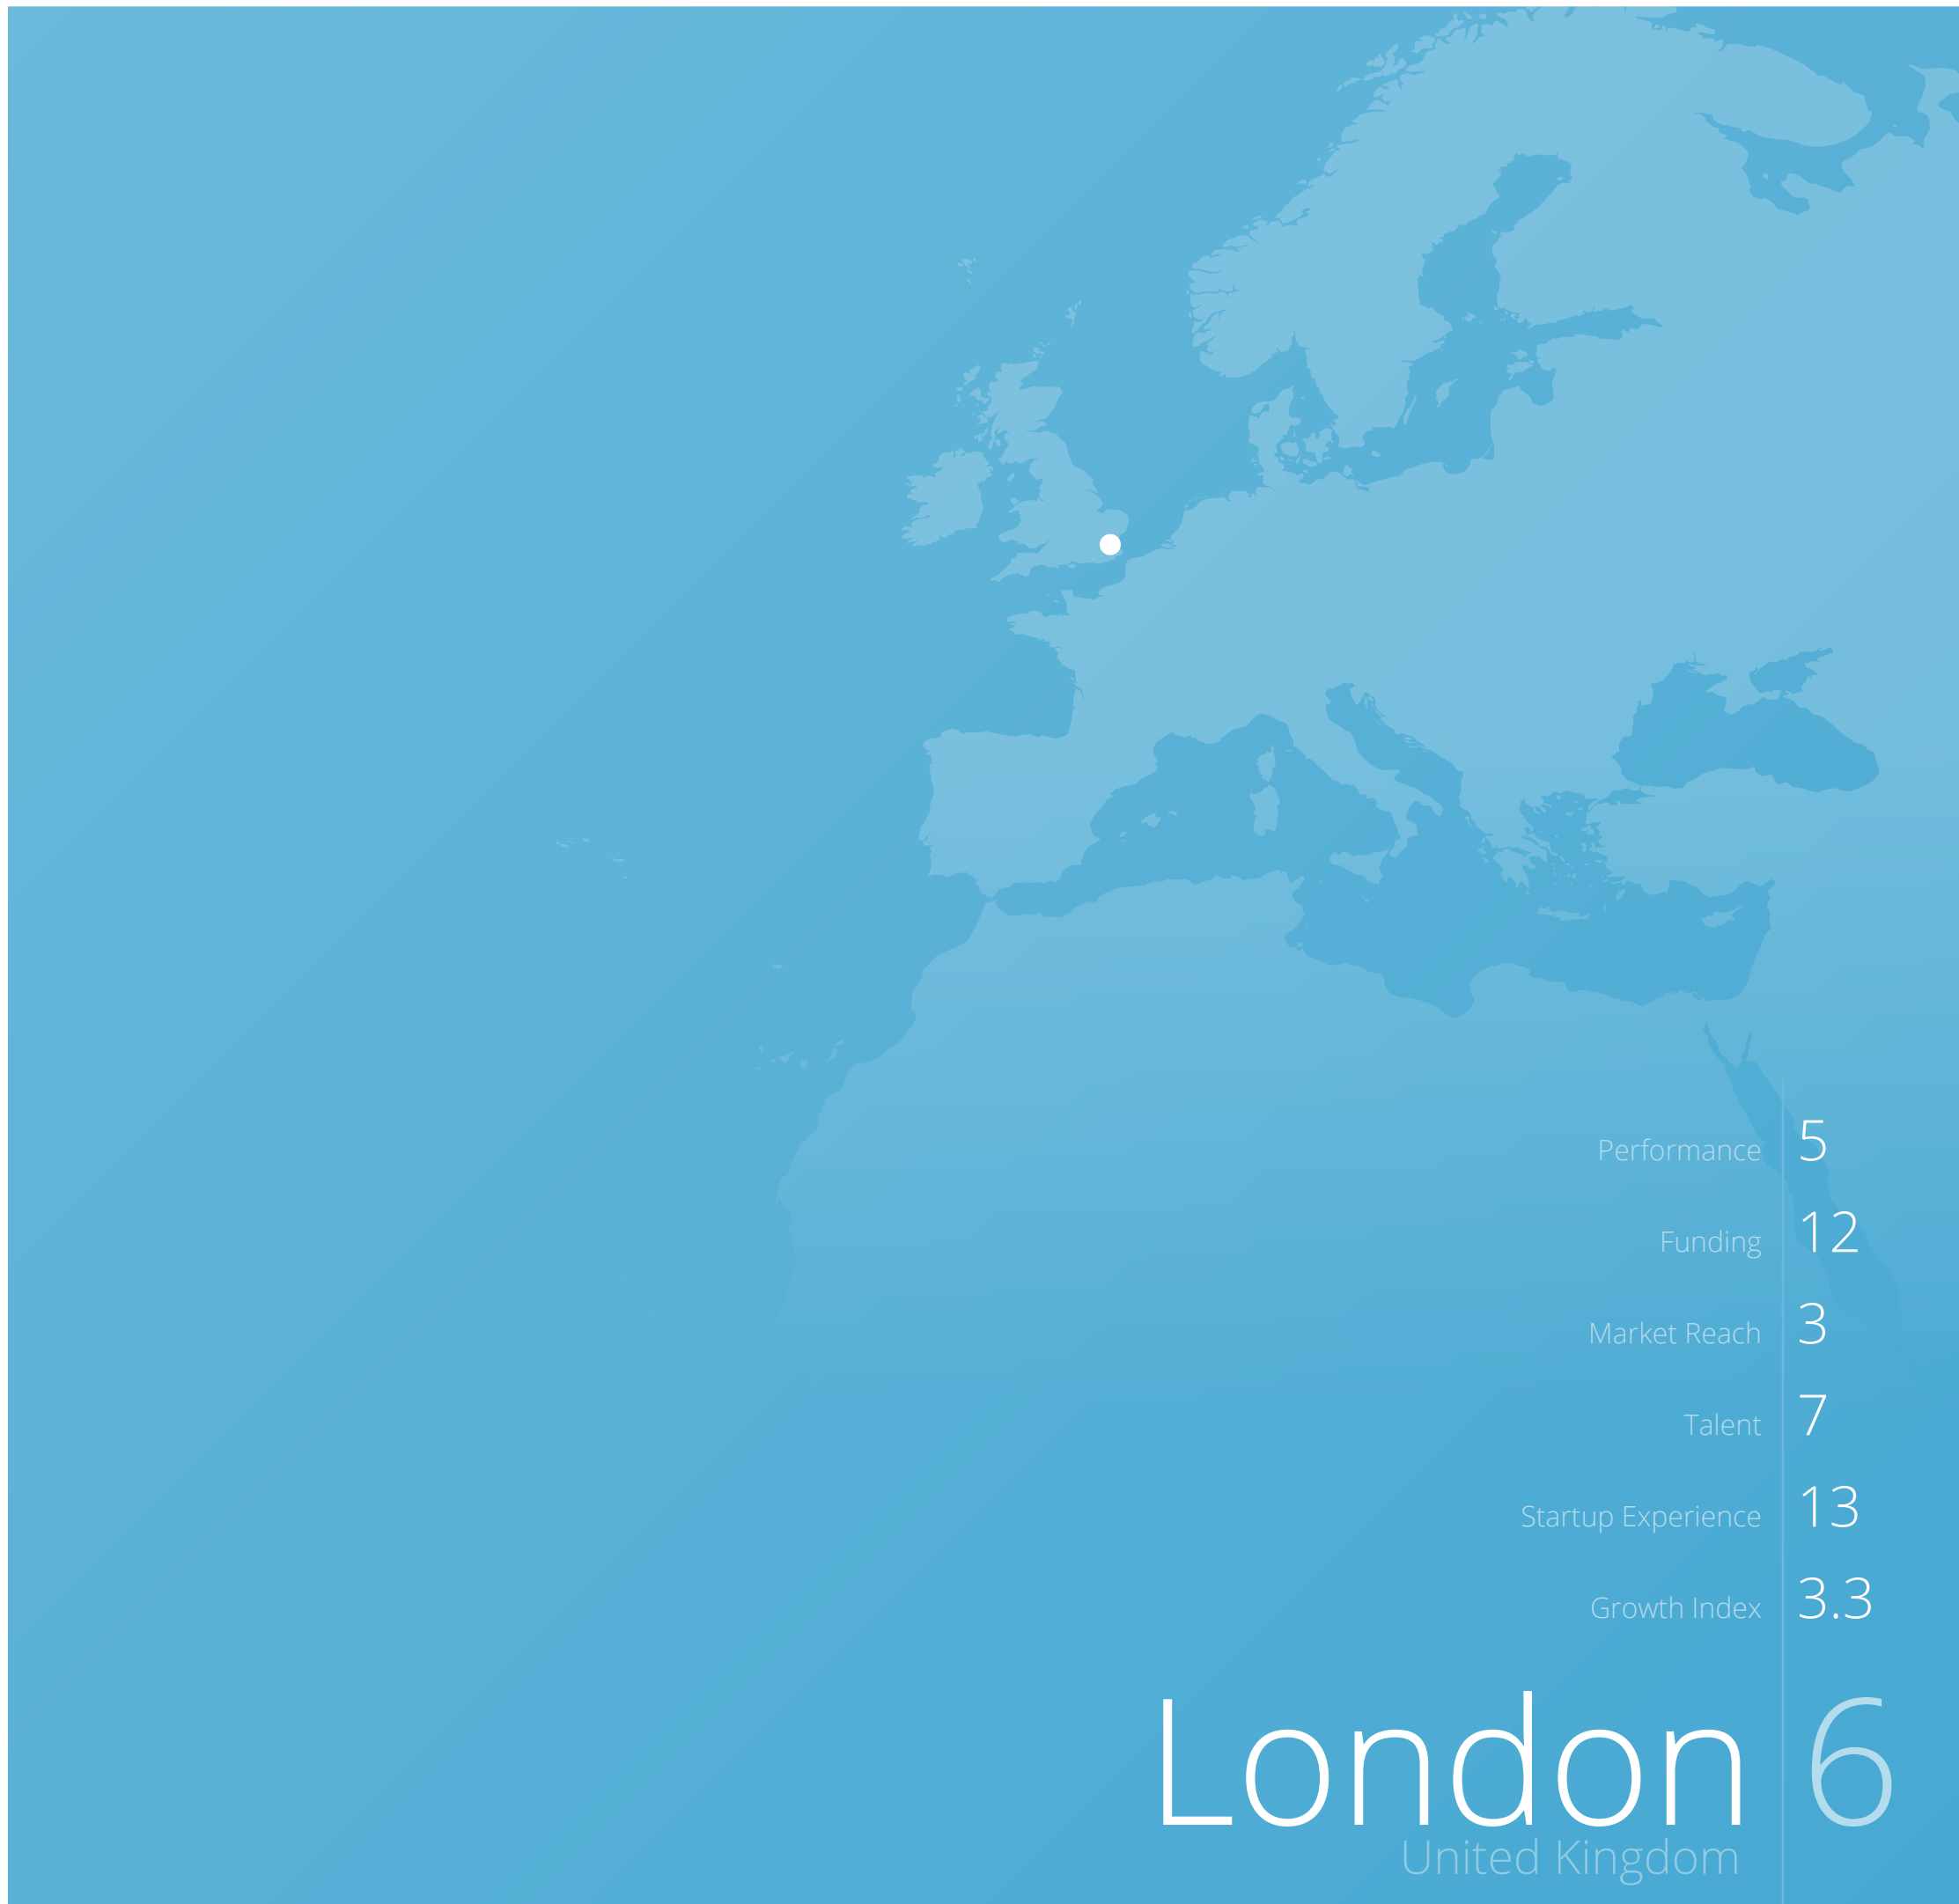 Performance 5
Funding 12
Market Reach 3
Talent 7
Startup Experience 13
Growth Index 3.3
London 6
United Kingdom